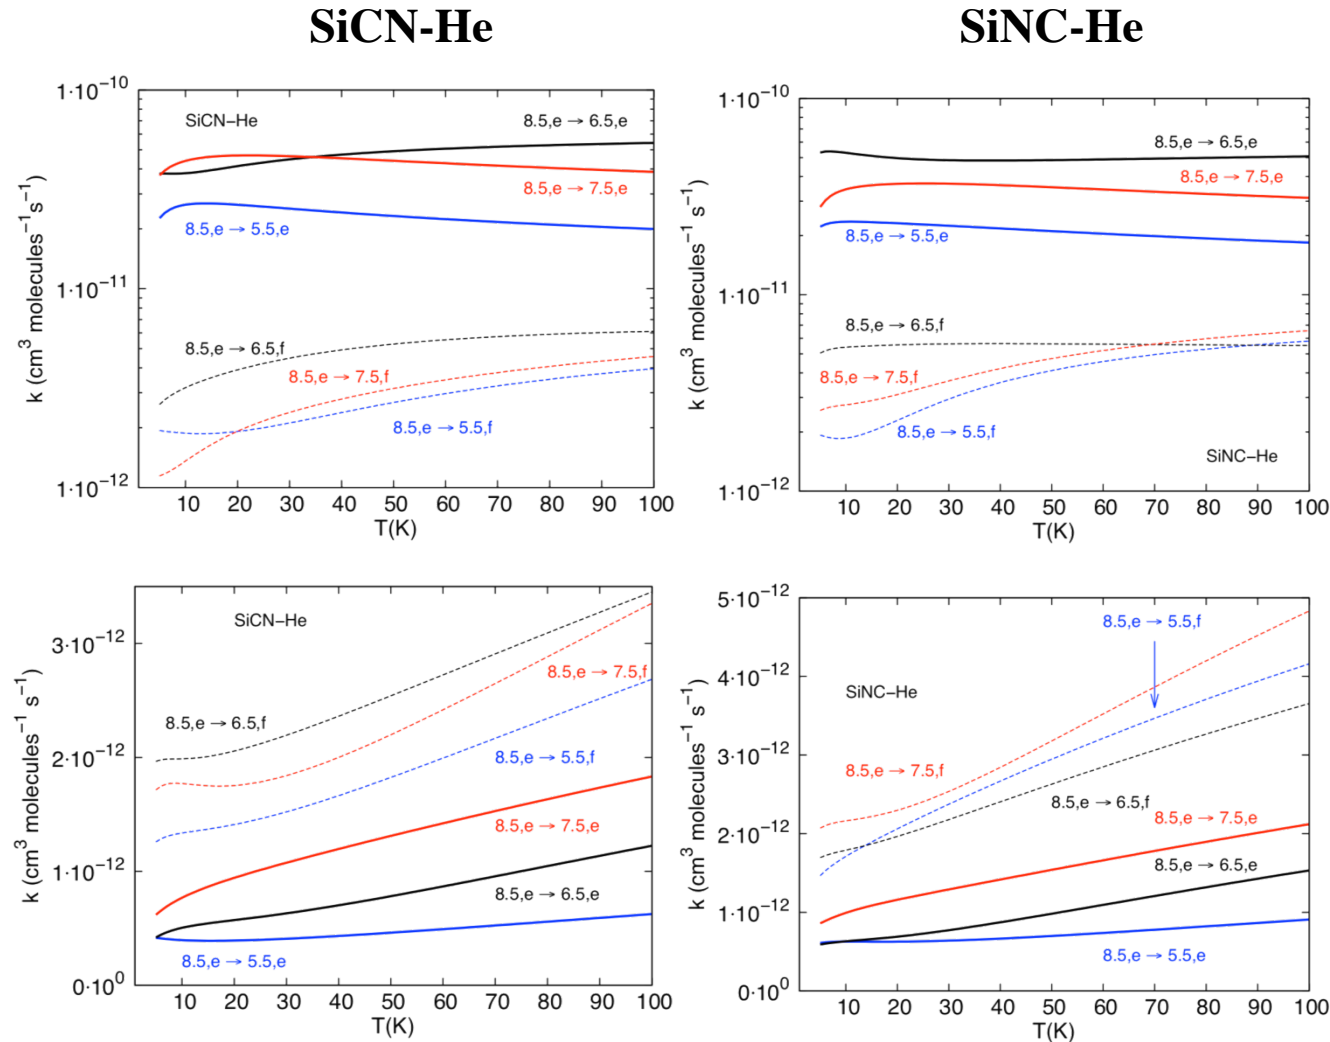 SiCN-He
SiNC-He
1·10⁻¹⁰
SiCN−He
8.5,e → 6.5,e
8.5,e → 7.5,e
8.5,e → 5.5,e
1·10⁻¹¹
8.5,e → 6.5,f
8.5,e → 7.5,f
8.5,e → 5.5,f
1·10⁻¹²
k (cm³ molecules⁻¹ s⁻¹)
10 20 30 40 50 60 70 80 90 100
T(K)
1·10⁻¹⁰
8.5,e → 6.5,e
8.5,e → 7.5,e
8.5,e → 5.5,e
1·10⁻¹¹
8.5,e → 6.5,f
8.5,e → 7.5,f
8.5,e → 5.5,f
SiNC−He
1·10⁻¹²
k (cm³ molecules⁻¹ s⁻¹)
10 20 30 40 50 60 70 80 90 100
T(K)
SiCN−He
3·10⁻¹²
8.5,e → 7.5,f
8.5,e → 6.5,f
2·10⁻¹²
8.5,e → 5.5,f
8.5,e → 7.5,e
1·10⁻¹²
8.5,e → 6.5,e
8.5,e → 5.5,e
0·10⁰
k (cm³ molecules⁻¹ s⁻¹)
10 20 30 40 50 60 70 80 90 100
T(K)
5·10⁻¹²
8.5,e → 5.5,f
4·10⁻¹²
SiNC−He
3·10⁻¹²
8.5,e → 7.5,f
8.5,e → 6.5,f
8.5,e → 7.5,e
2·10⁻¹²
8.5,e → 6.5,e
1·10⁻¹²
8.5,e → 5.5,e
0·10⁰
k (cm³ molecules⁻¹ s⁻¹)
10 20 30 40 50 60 70 80 90 100
T(K)